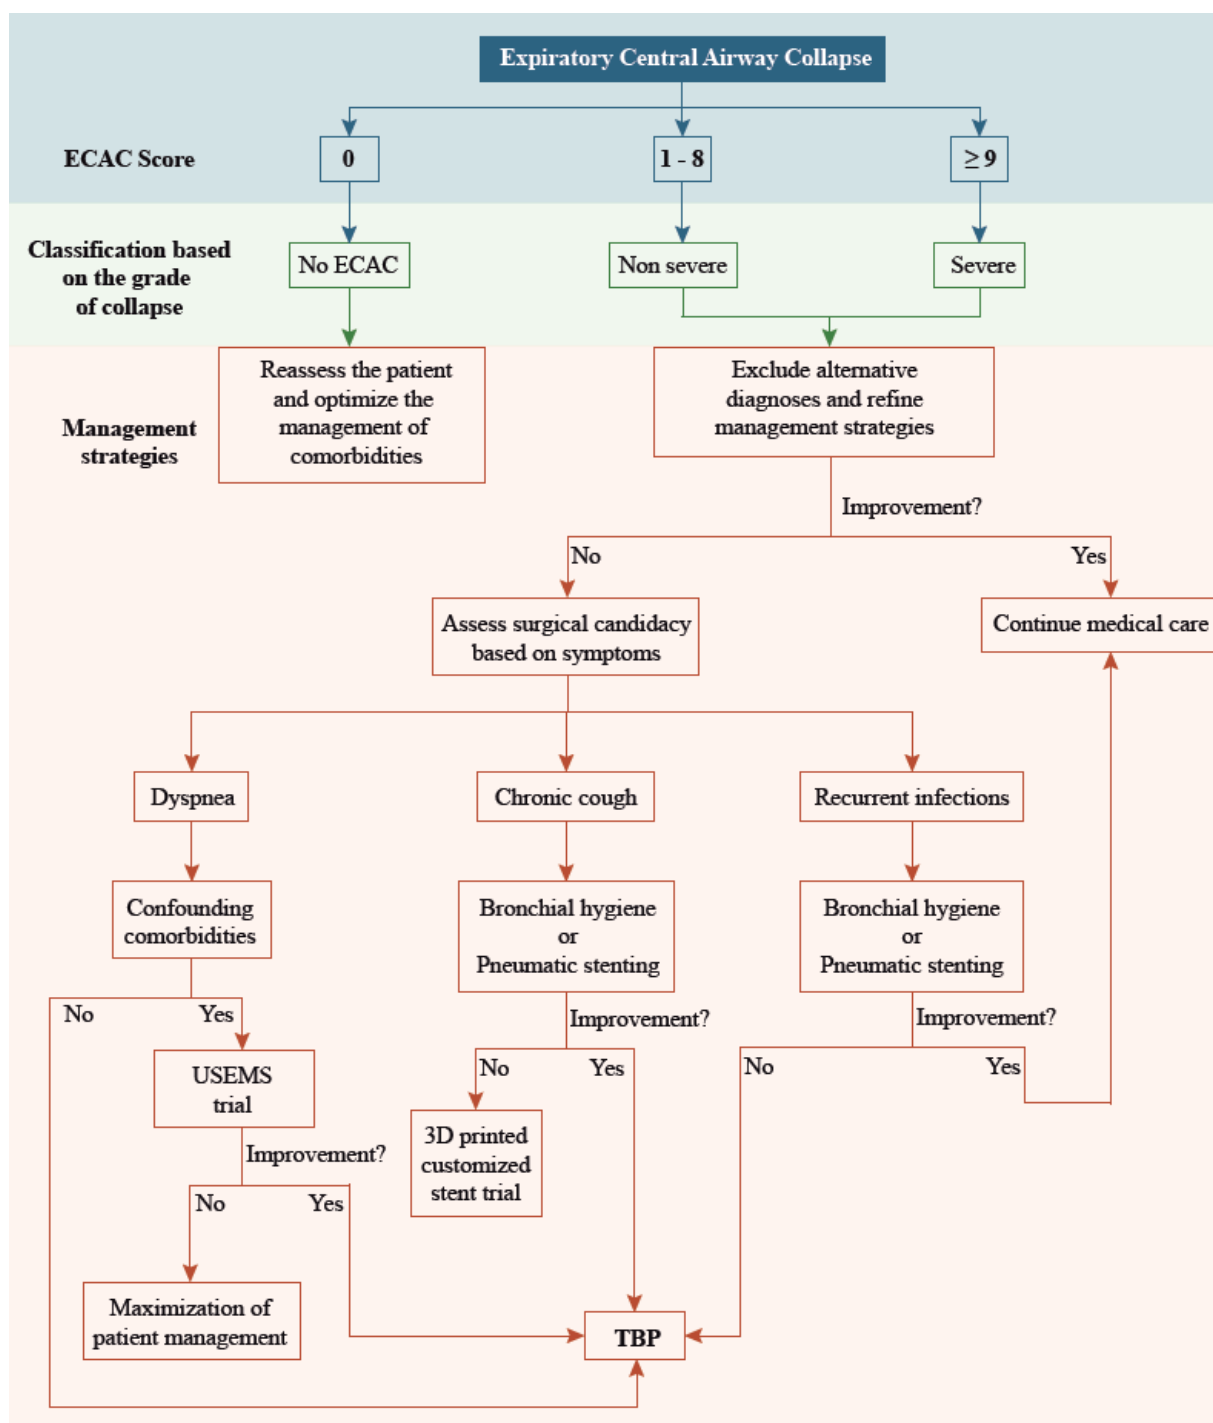 Expiratory Central Airway Collapse
ECAC Score
0
1 - 8
≥ 9
Classification based
on the grade
of collapse
No ECAC
Non severe
Severe
Management
strategies
Reassess the patient
and optimize the
management of
comorbidities
Exclude alternative
diagnoses and refine
management strategies
Improvement?
No
Yes
Assess surgical candidacy
based on symptoms
Continue medical care
Dyspnea
Chronic cough
Recurrent infections
Confounding
comorbidities
Bronchial hygiene
or
Pneumatic stenting
Bronchial hygiene
or
Pneumatic stenting
No
Yes
Improvement?
Improvement?
USEMS
trial
No
Yes
No
Yes
Improvement?
3D printed
customized
stent trial
No
Yes
Maximization of
patient management
TBP